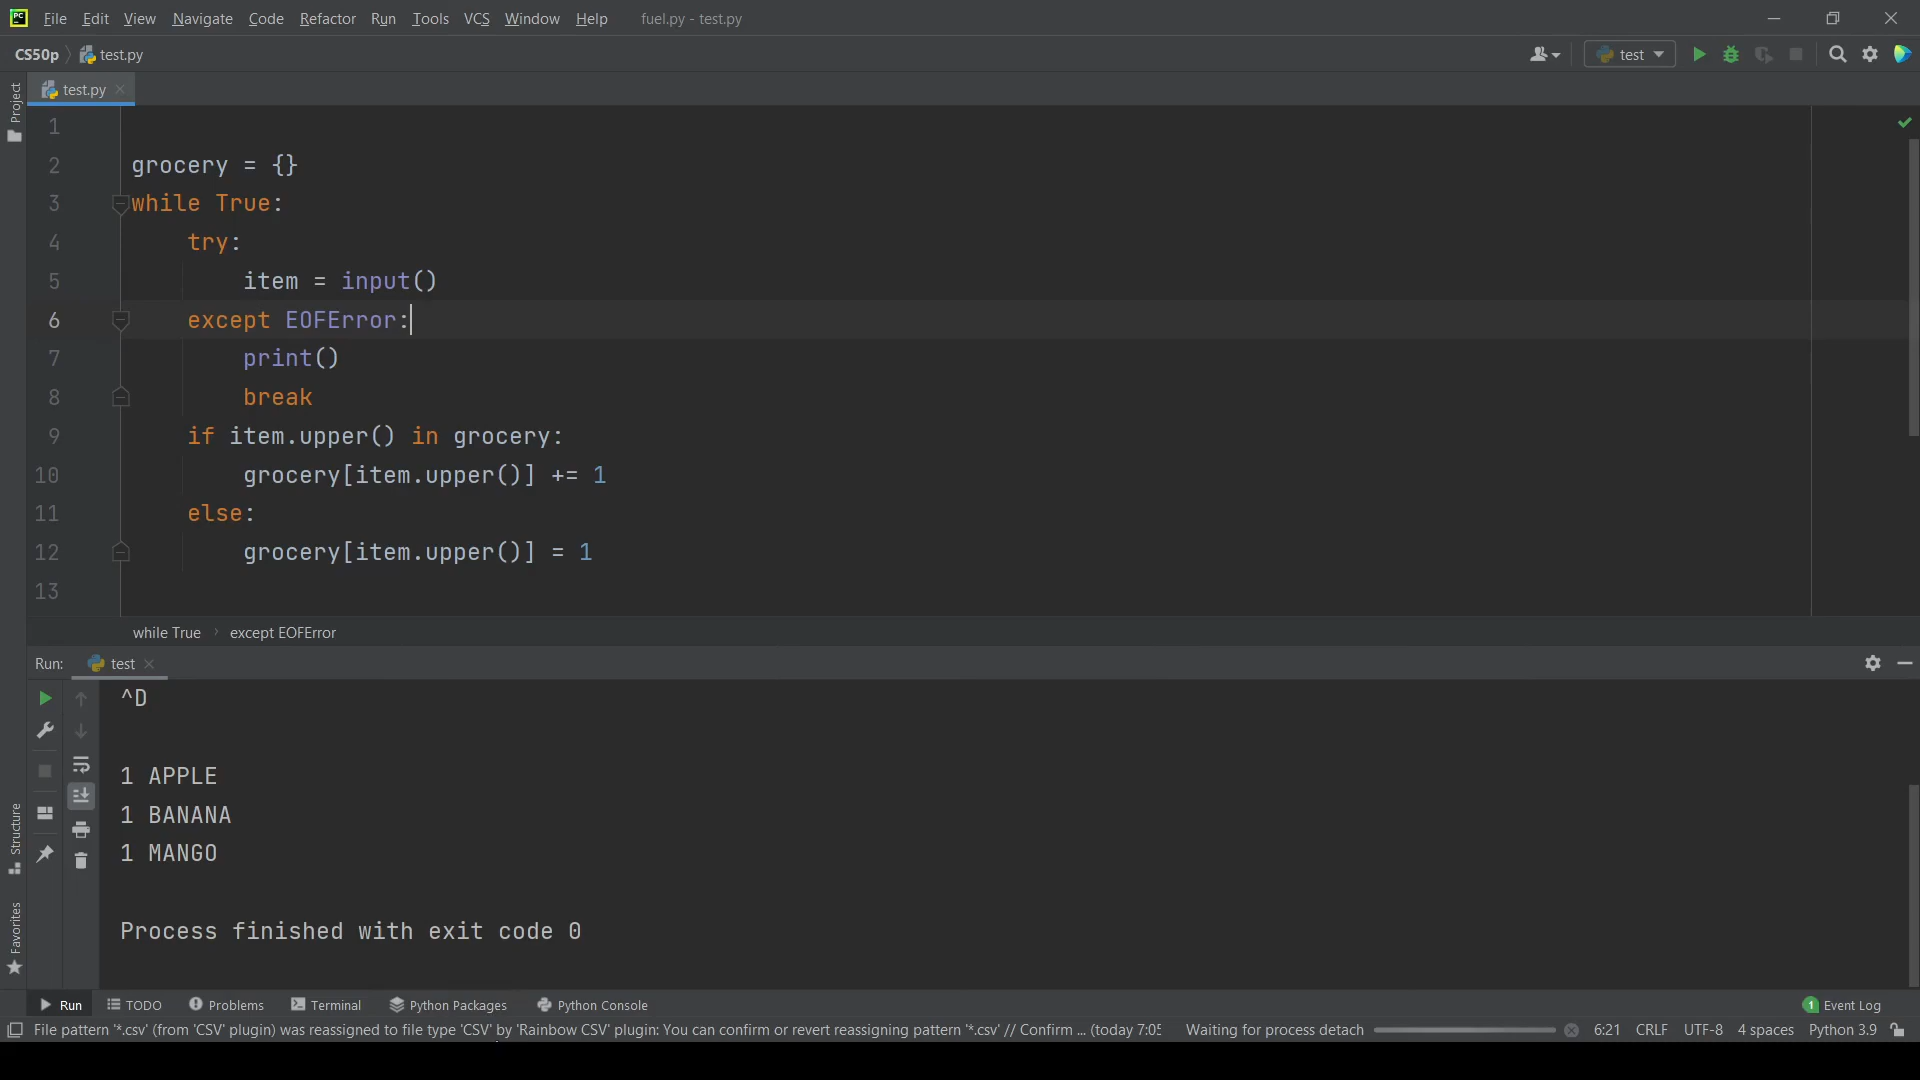 PC File Edit View Navigate Code Refactor Run Tools VCS Window Help fuel.py - test.py
CS50p test.py test
Project
test.py
1
2 grocery = {}
3 while True:
4     try:
5         item = input()
6     except EOFError:
7         print()
8         break
9     if item.upper() in grocery:
10         grocery[item.upper()] += 1
11     else:
12         grocery[item.upper()] = 1
13
while True except EOFError
Run: test
^D
1 APPLE
1 BANANA
1 MANGO
Process finished with exit code 0
Structure
Favorites
Run TODO Problems Terminal Python Packages Python Console 1 Event Log
File pattern '*.csv' (from 'CSV' plugin) was reassigned to file type 'CSV' by 'Rainbow CSV' plugin: You can confirm or revert reassigning pattern '*.csv' // Confirm ... (today 7:05 Waiting for process detach 6:21 CRLF UTF-8 4 spaces Python 3.9